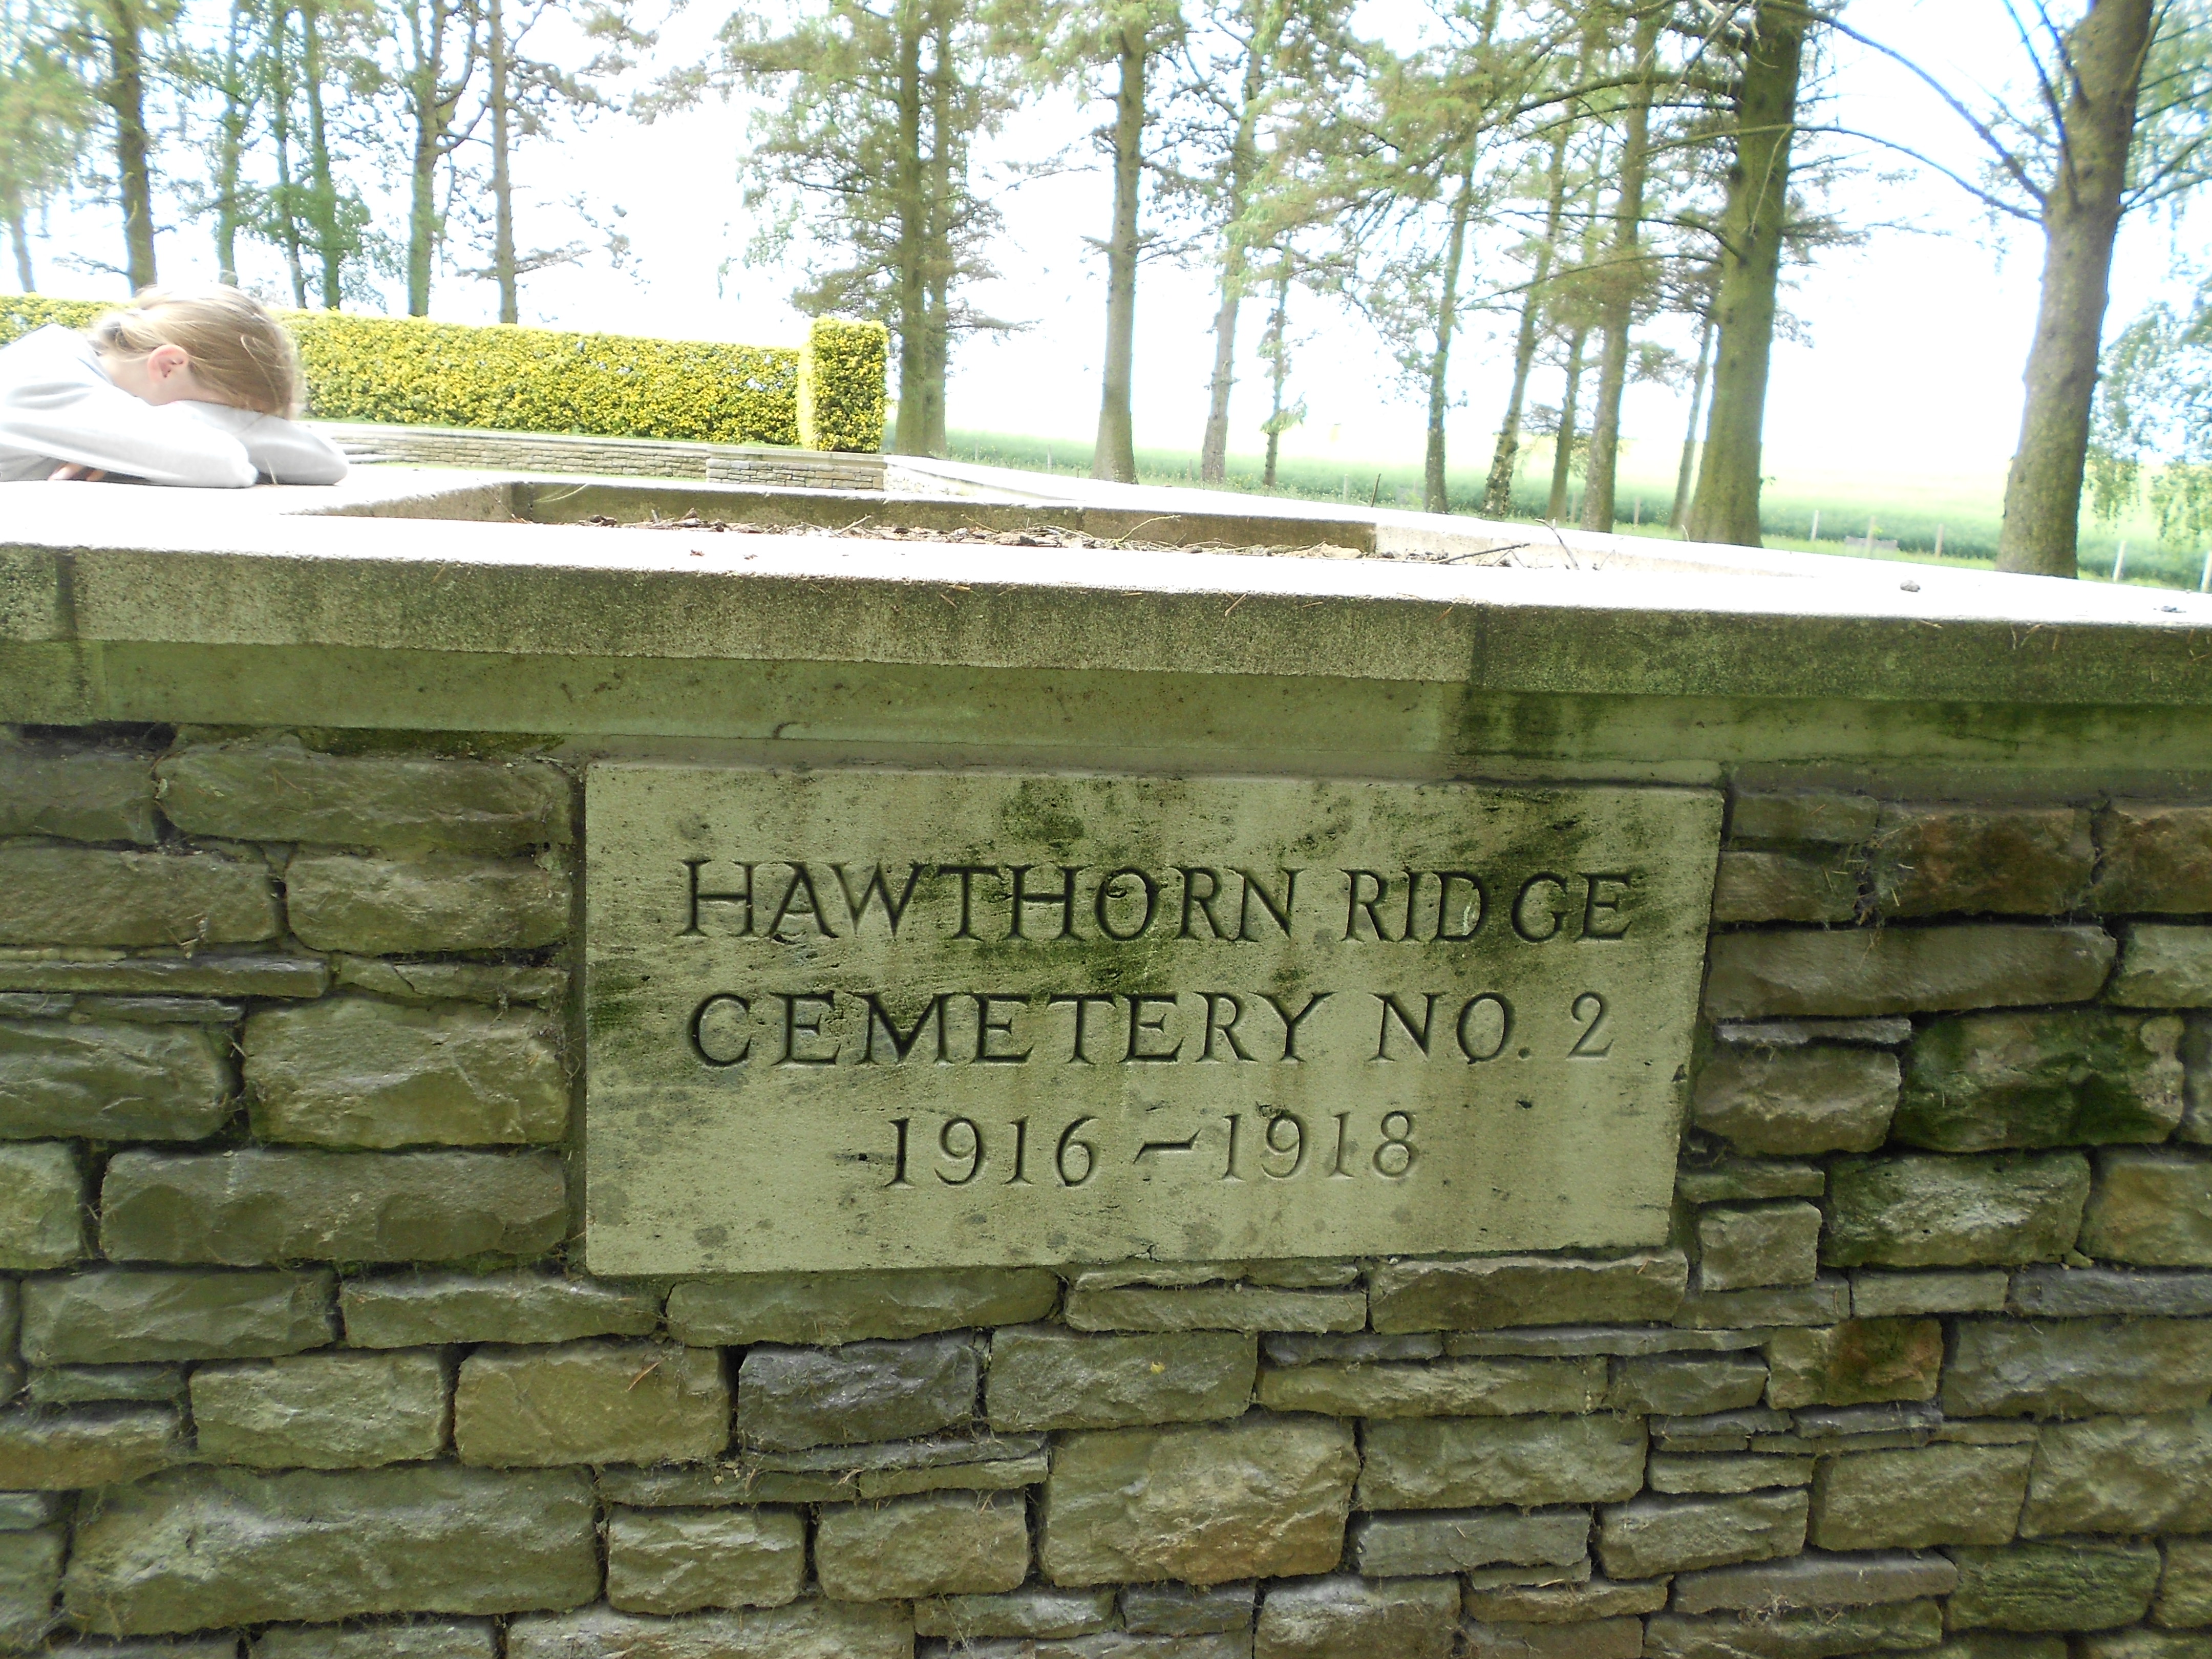 HAWTHORN RIDGE
CEMETERY NO. 2
1916-1918